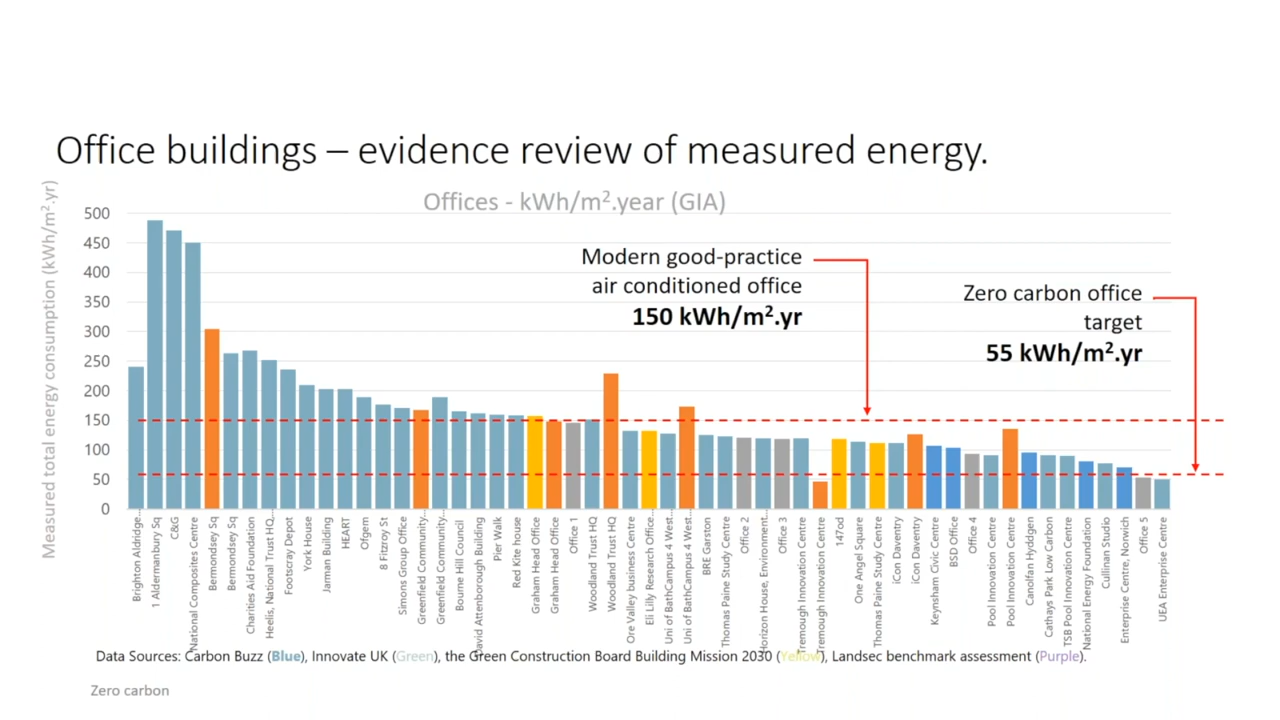 Office buildings – evidence review of measured energy.
Offices - kWh/m².year (GIA)
Measured total energy consumption (kWh/m².yr)
500
450
400
350
300
250
200
150
100
50
0
Modern good-practice
air conditioned office
150 kWh/m².yr
Zero carbon office
target
55 kWh/m².yr
Brighton Aldridge...
1 Aldermanbury Sq
C&G
National Composites Centre
Bermondsey Sq
Bermondsey Sq
Charities Aid Foundation
Heelis, National Trust HQ,...
Footscray Depot
York House
Jarman Building
HEART
Ofgem
8 Fitzroy St
Simons Group Office
Greenfield Community...
Greenfield Community...
Bourne Hill Council
David Attenborough Building
Pier Walk
Red Kite house
Graham Head Office
Graham Head Office
Office 1
Woodland Trust HQ
Woodland Trust HQ
Ore Valley business Centre
Eli Lilly Research Office...
Uni of BathCampus 4 West...
Uni of BathCampus 4 West...
BRE Garston
Thomas Paine Study Centre
Office 2
Horizon House, Environment...
Office 3
Tremough Innovation Centre
Tremough Innovation Centre
147od
One Angel Square
Thomas Paine Study Centre
iCon Daventry
iCon Daventry
Keynsham Civic Centre
BSD Office
Office 4
Pool Innovation Centre
Pool Innovation Centre
Canolfan Hyddgen
Cathays Park Low Carbon
TSB Pool Innovation Centre
National Energy Foundation
Cullinan Studio
Enterprise Centre, Norwich
Office 5
UEA Enterprise Centre
Data Sources: Carbon Buzz (Blue), Innovate UK (Green), the Green Construction Board Building Mission 2030 (Yellow), Landsec benchmark assessment (Purple).
Zero carbon